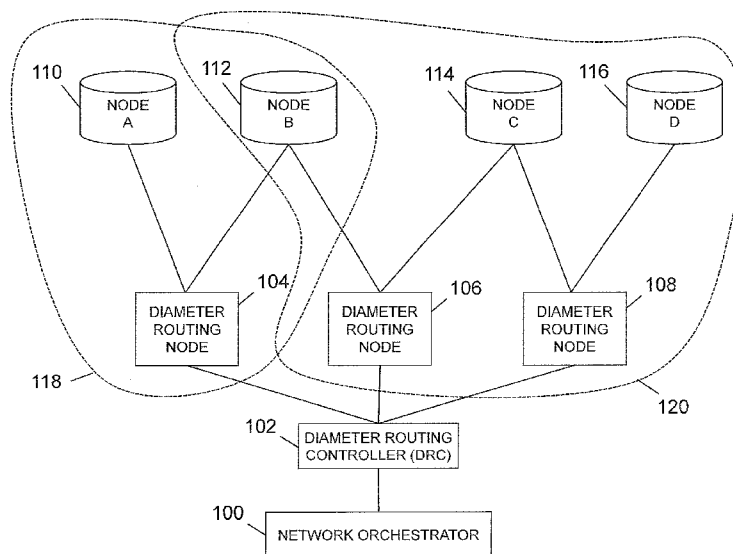 110
NODE
A
112
NODE
B
114
NODE
C
116
NODE
D
104
DIAMETER
ROUTING
NODE
106
DIAMETER
ROUTING
NODE
108
DIAMETER
ROUTING
NODE
118
120
102
DIAMETER ROUTING
CONTROLLER (DRC)
100
NETWORK ORCHESTRATOR